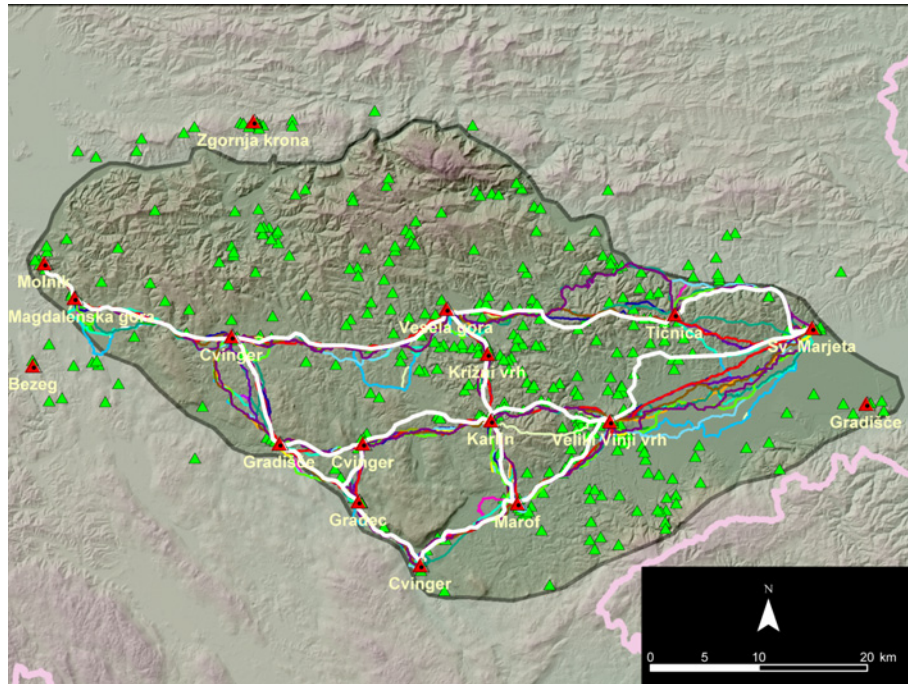 Zgornja krona
Molnik
Magdalenska gora
Vesela gora
Tičnica
Sv. Marjeta
Cvinger
Križni vrh
Bezeg
Gradišče
Karlin
Veliki Vinji vrh
Gradišče
Cvinger
Gradec
Marof
Cvinger
N
0 5 10 20 km